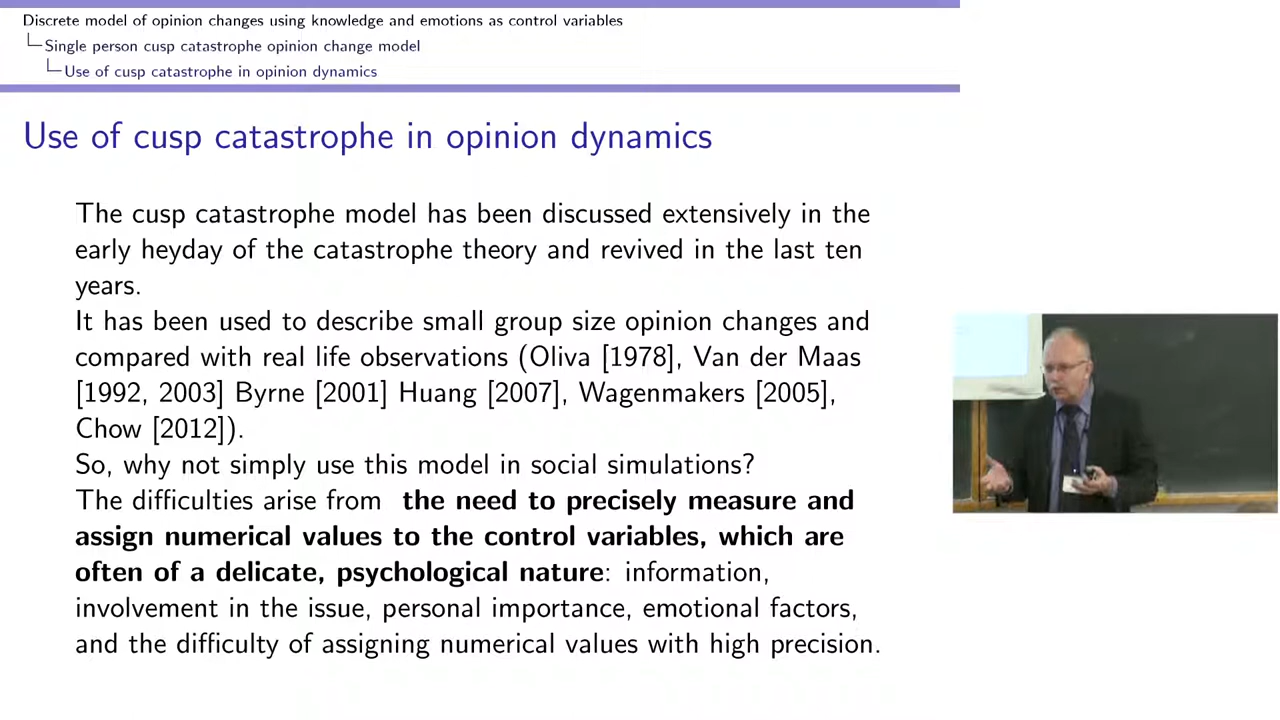 Discrete model of opinion changes using knowledge and emotions as control variables
Single person cusp catastrophe opinion change model
Use of cusp catastrophe in opinion dynamics
Use of cusp catastrophe in opinion dynamics
The cusp catastrophe model has been discussed extensively in the
early heyday of the catastrophe theory and revived in the last ten
years.
It has been used to describe small group size opinion changes and
compared with real life observations (Oliva [1978], Van der Maas
[1992, 2003] Byrne [2001] Huang [2007], Wagenmakers [2005],
Chow [2012]).
So, why not simply use this model in social simulations?
The difficulties arise from the need to precisely measure and
assign numerical values to the control variables, which are
often of a delicate, psychological nature: information,
involvement in the issue, personal importance, emotional factors,
and the difficulty of assigning numerical values with high precision.